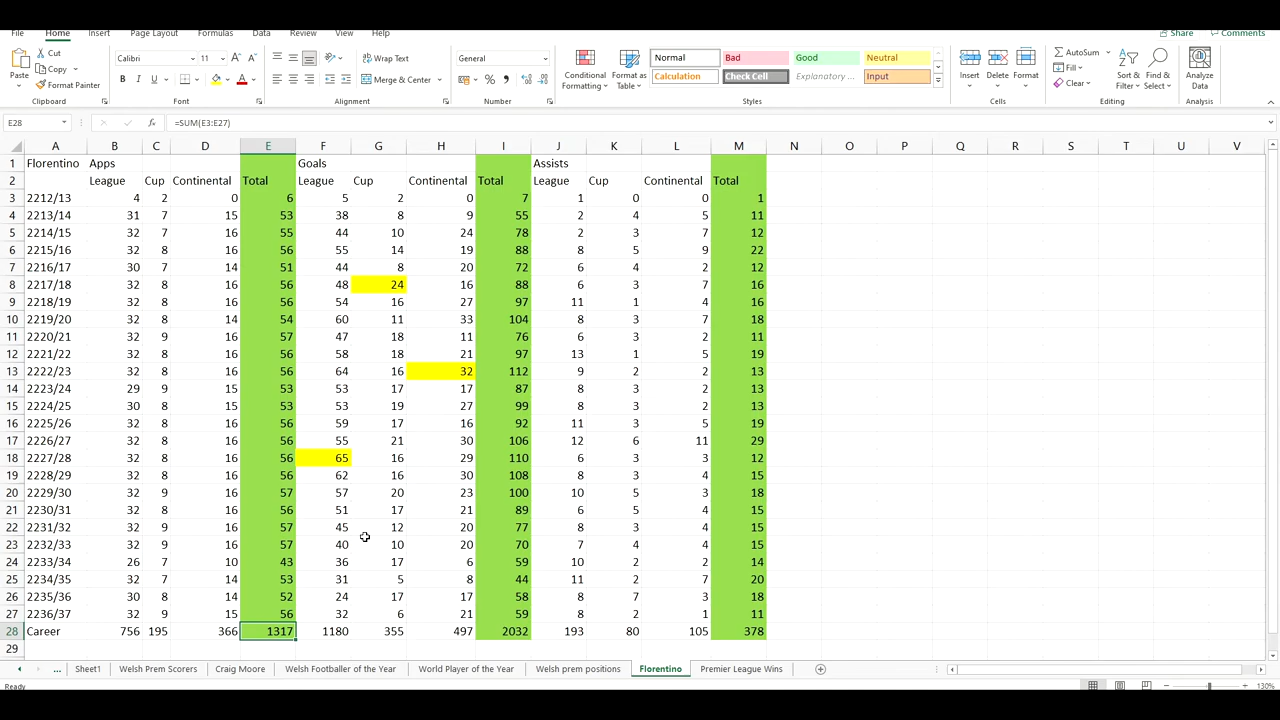 File Home Insert Page Layout Formulas Data Review View Help Share Comments
Paste Cut Copy Format Painter Clipboard
Calibri 11 A A B I U A Font
Wrap Text Merge & Center Alignment
General % Number
Conditional Formatting Format as Table Normal Bad Good Neutral Calculation Check Cell Explanatory ... Input Styles
Insert Delete Format Cells
AutoSum Fill Clear Sort & Filter Find & Select Editing
Analyze Data Analysis
E28 fx =SUM(E3:E27)
A B C D E F G H I J K L M N O P Q R S T U V
1 Florentino Apps Goals Assists
2 League Cup Continental Total League Cup Continental Total League Cup Continental Total
3 2212/13 4 2 0 6 5 2 0 7 1 0 0 1
4 2213/14 31 7 15 53 38 8 9 55 2 4 5 11
5 2214/15 32 7 16 55 44 10 24 78 2 3 7 12
6 2215/16 32 8 16 56 55 14 19 88 8 5 9 22
7 2216/17 30 7 14 51 44 8 20 72 6 4 2 12
8 2217/18 32 8 16 56 48 24 16 88 6 3 7 16
9 2218/19 32 8 16 56 54 16 27 97 11 1 4 16
10 2219/20 32 8 14 54 60 11 33 104 8 3 7 18
11 2220/21 32 9 16 57 47 18 11 76 6 3 2 11
12 2221/22 32 8 16 56 58 18 21 97 13 1 5 19
13 2222/23 32 8 16 56 64 16 32 112 9 2 2 13
14 2223/24 29 9 15 53 53 17 17 87 8 3 2 13
15 2224/25 30 8 15 53 53 19 27 99 8 3 2 13
16 2225/26 32 8 16 56 59 17 16 92 11 3 5 19
17 2226/27 32 8 16 56 55 21 30 106 12 6 11 29
18 2227/28 32 8 16 56 65 16 29 110 6 3 3 12
19 2228/29 32 8 16 56 62 16 30 108 8 3 4 15
20 2229/30 32 9 16 57 57 20 23 100 10 5 3 18
21 2230/31 32 8 16 56 51 17 21 89 6 5 4 15
22 2231/32 32 9 16 57 45 12 20 77 8 3 4 15
23 2232/33 32 9 16 57 40 10 20 70 7 4 4 15
24 2233/34 26 7 10 43 36 17 6 59 10 2 2 14
25 2234/35 32 7 14 53 31 5 8 44 11 2 7 20
26 2235/36 30 8 14 52 24 17 17 58 8 7 3 18
27 2236/37 32 9 15 56 32 6 21 59 8 2 1 11
28 Career 756 195 366 1317 1180 355 497 2032 193 80 105 378
29
... Sheet1 Welsh Prem Scorers Craig Moore Welsh Footballer of the Year World Player of the Year Welsh prem positions Florentino Premier League Wins
Ready 130%